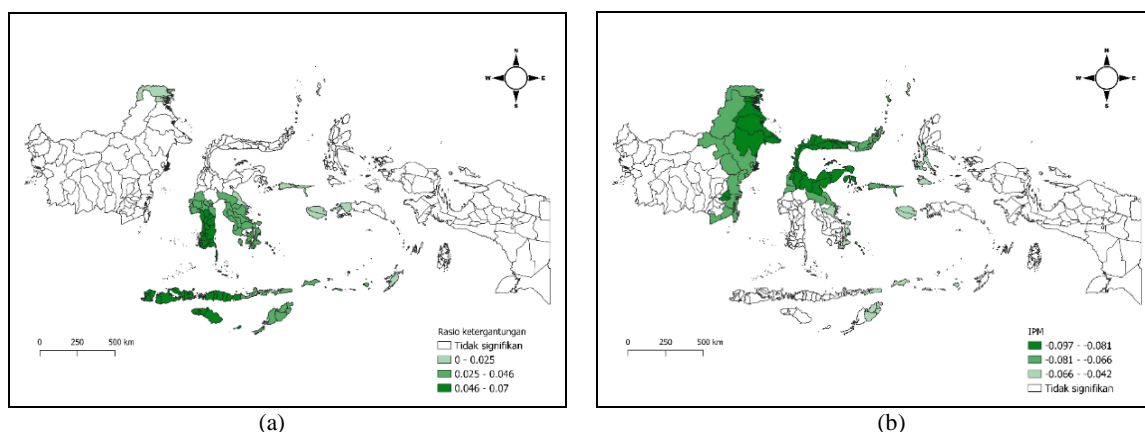 N
W E
S
0 250 500 km
Rasio ketergantungan
Tidak signifikan
0 - 0.025
0.025 - 0.046
0.046 - 0.07
(a)
N
W E
S
0 250 500 km
IPM
-0.097 - -0.081
-0.081 - -0.066
-0.066 - -0.042
Tidak signifikan
(b)